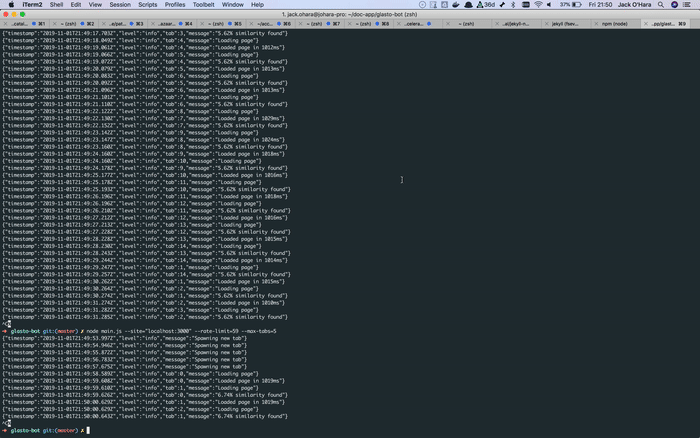 iTerm2 Shell Edit View Session Scripts Profiles Toolbelt Window Help 36d 37% Fri 21:50 Jack O'Hara
1. jack.ohara@johara-pro: ~/doc-app/glasto-bot (zsh)
{"timestamp":"2019-11-01T21:49:17.703Z","level":"info","tab":3,"message":"5.62% similarity found"}
{"timestamp":"2019-11-01T21:49:18.049Z","level":"info","tab":4,"message":"Loading page"}
{"timestamp":"2019-11-01T21:49:19.062Z","level":"info","tab":4,"message":"Loaded page in 1012ms"}
{"timestamp":"2019-11-01T21:49:19.066Z","level":"info","tab":5,"message":"Loading page"}
{"timestamp":"2019-11-01T21:49:19.072Z","level":"info","tab":4,"message":"5.62% similarity found"}
{"timestamp":"2019-11-01T21:49:20.079Z","level":"info","tab":5,"message":"Loaded page in 1013ms"}
{"timestamp":"2019-11-01T21:49:20.082Z","level":"info","tab":6,"message":"Loading page"}
{"timestamp":"2019-11-01T21:49:20.092Z","level":"info","tab":5,"message":"5.62% similarity found"}
{"timestamp":"2019-11-01T21:49:21.096Z","level":"info","tab":6,"message":"Loaded page in 1013ms"}
{"timestamp":"2019-11-01T21:49:21.101Z","level":"info","tab":7,"message":"Loading page"}
{"timestamp":"2019-11-01T21:49:21.110Z","level":"info","tab":6,"message":"5.62% similarity found"}
{"timestamp":"2019-11-01T21:49:22.122Z","level":"info","tab":8,"message":"Loading page"}
{"timestamp":"2019-11-01T21:49:22.130Z","level":"info","tab":7,"message":"Loaded page in 1029ms"}
{"timestamp":"2019-11-01T21:49:22.152Z","level":"info","tab":7,"message":"5.62% similarity found"}
{"timestamp":"2019-11-01T21:49:23.142Z","level":"info","tab":9,"message":"Loading page"}
{"timestamp":"2019-11-01T21:49:23.147Z","level":"info","tab":8,"message":"Loaded page in 1024ms"}
{"timestamp":"2019-11-01T21:49:23.160Z","level":"info","tab":8,"message":"5.62% similarity found"}
{"timestamp":"2019-11-01T21:49:24.160Z","level":"info","tab":9,"message":"Loaded page in 1018ms"}
{"timestamp":"2019-11-01T21:49:24.161Z","level":"info","tab":10,"message":"Loading page"}
{"timestamp":"2019-11-01T21:49:24.178Z","level":"info","tab":9,"message":"5.62% similarity found"}
{"timestamp":"2019-11-01T21:49:25.177Z","level":"info","tab":10,"message":"Loaded page in 1016ms"}
{"timestamp":"2019-11-01T21:49:25.178Z","level":"info","tab":11,"message":"Loading page"}
{"timestamp":"2019-11-01T21:49:25.193Z","level":"info","tab":10,"message":"5.62% similarity found"}
{"timestamp":"2019-11-01T21:49:26.196Z","level":"info","tab":11,"message":"Loaded page in 1018ms"}
{"timestamp":"2019-11-01T21:49:26.196Z","level":"info","tab":12,"message":"Loading page"}
{"timestamp":"2019-11-01T21:49:26.210Z","level":"info","tab":11,"message":"5.62% similarity found"}
{"timestamp":"2019-11-01T21:49:27.212Z","level":"info","tab":12,"message":"Loaded page in 1016ms"}
{"timestamp":"2019-11-01T21:49:27.213Z","level":"info","tab":13,"message":"Loading page"}
{"timestamp":"2019-11-01T21:49:27.228Z","level":"info","tab":12,"message":"5.62% similarity found"}
{"timestamp":"2019-11-01T21:49:28.228Z","level":"info","tab":13,"message":"Loaded page in 1015ms"}
{"timestamp":"2019-11-01T21:49:28.230Z","level":"info","tab":14,"message":"Loading page"}
{"timestamp":"2019-11-01T21:49:28.243Z","level":"info","tab":13,"message":"5.62% similarity found"}
{"timestamp":"2019-11-01T21:49:29.244Z","level":"info","tab":14,"message":"Loaded page in 1014ms"}
{"timestamp":"2019-11-01T21:49:29.247Z","level":"info","tab":1,"message":"Loading page"}
{"timestamp":"2019-11-01T21:49:29.257Z","level":"info","tab":14,"message":"5.62% similarity found"}
{"timestamp":"2019-11-01T21:49:30.262Z","level":"info","tab":1,"message":"Loaded page in 1015ms"}
{"timestamp":"2019-11-01T21:49:30.264Z","level":"info","tab":2,"message":"Loading page"}
{"timestamp":"2019-11-01T21:49:30.274Z","level":"info","tab":1,"message":"5.62% similarity found"}
{"timestamp":"2019-11-01T21:49:31.274Z","level":"info","tab":2,"message":"Loaded page in 1010ms"}
{"timestamp":"2019-11-01T21:49:31.282Z","level":"info","tab":3,"message":"Loading page"}
{"timestamp":"2019-11-01T21:49:31.285Z","level":"info","tab":2,"message":"5.62% similarity found"}
^C
➜ glasto-bot git:(master) ✗ node main.js --site="localhost:3000" --rate-limit=59 --max-tabs=5
{"timestamp":"2019-11-01T21:49:53.997Z","level":"info","message":"Spawning new tab"}
{"timestamp":"2019-11-01T21:49:54.946Z","level":"info","message":"Spawning new tab"}
{"timestamp":"2019-11-01T21:49:55.872Z","level":"info","message":"Spawning new tab"}
{"timestamp":"2019-11-01T21:49:56.783Z","level":"info","message":"Spawning new tab"}
{"timestamp":"2019-11-01T21:49:57.675Z","level":"info","message":"Spawning new tab"}
{"timestamp":"2019-11-01T21:49:58.589Z","level":"info","tab":0,"message":"Loading page"}
{"timestamp":"2019-11-01T21:49:59.608Z","level":"info","tab":0,"message":"Loaded page in 1019ms"}
{"timestamp":"2019-11-01T21:49:59.610Z","level":"info","tab":1,"message":"Loading page"}
{"timestamp":"2019-11-01T21:49:59.626Z","level":"info","tab":0,"message":"6.74% similarity found"}
{"timestamp":"2019-11-01T21:50:00.629Z","level":"info","tab":1,"message":"Loaded page in 1019ms"}
{"timestamp":"2019-11-01T21:50:00.629Z","level":"info","tab":2,"message":"Loading page"}
{"timestamp":"2019-11-01T21:50:00.643Z","level":"info","tab":1,"message":"6.74% similarity found"}
^C
➜ glasto-bot git:(master) ✗